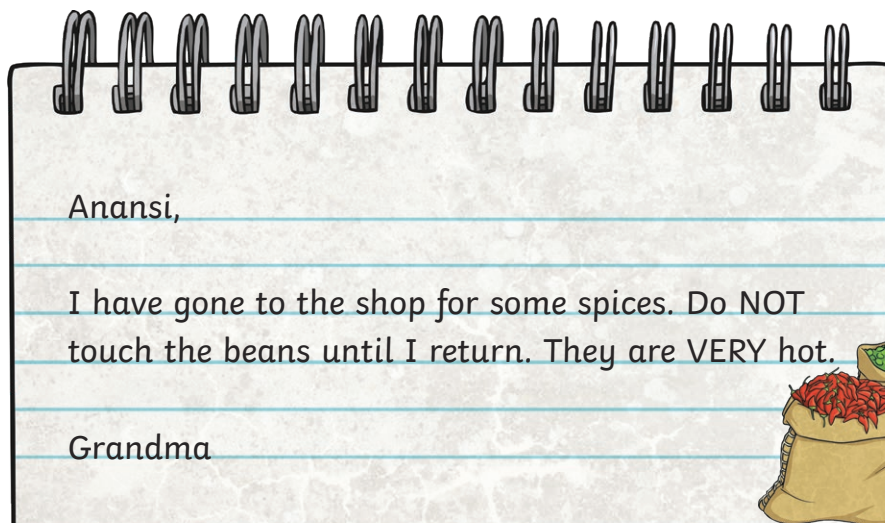 Anansi,
I have gone to the shop for some spices. Do NOT
touch the beans until I return. They are VERY hot.
Grandma